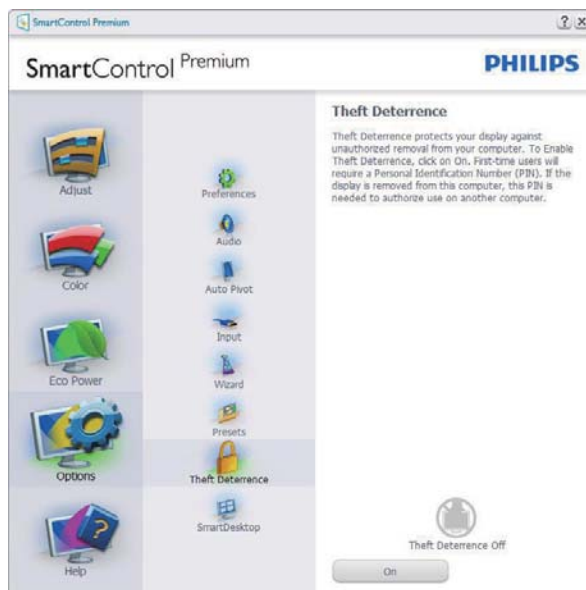 SmartControl Premium
? X
SmartControl Premium
PHILIPS
Adjust
Color
Eco Power
Options
Help
?
Preferences
Audio
Auto Pivot
Input
Wizard
Presets
Theft Deterrence
SmartDesktop
Theft Deterrence
Theft Deterrence protects your display against
unauthorized removal from your computer. To Enable
Theft Deterrence, click on On. First-time users will
require a Personal Identification Number (PIN). If the
display is removed from this computer, this PIN is
needed to authorize use on another computer.
Theft Deterrence Off
On